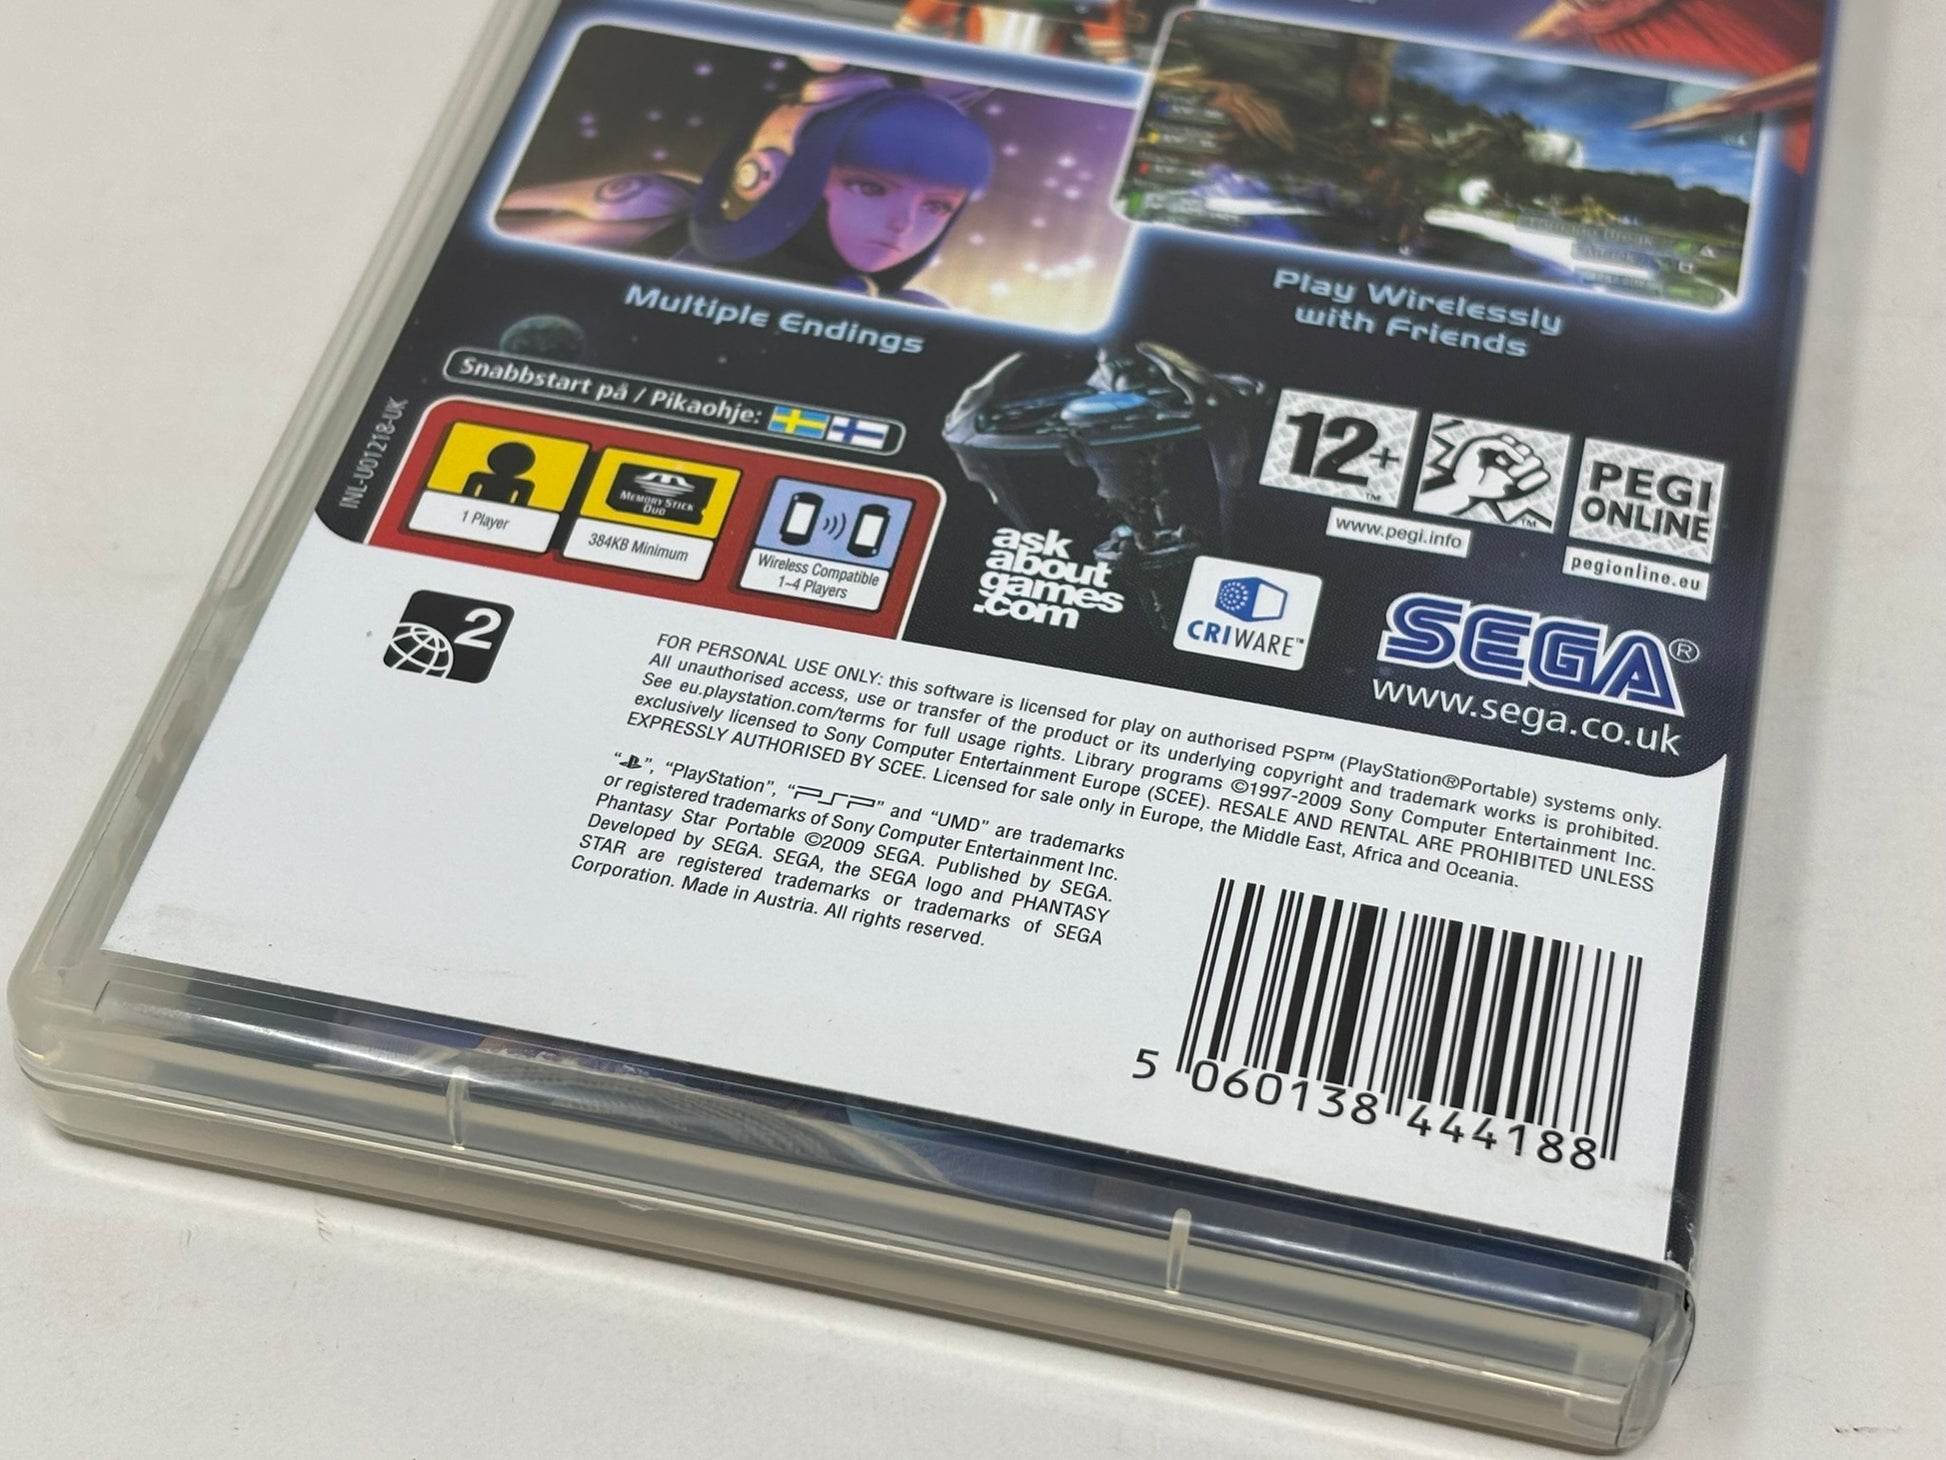 Multiple Endings
Play Wirelessly
with Friends
Snabbstart på / Pikaohje:
INL-U01218-UK
1 Player
MEMORY STICK
DUO
384KB Minimum
Wireless Compatible
1-4 Players
ask
about
games
.com
CRIWARE™
12+
™
www.pegi.info
™
PEGI
ONLINE
pegionline.eu
SEGA®
www.sega.co.uk
2
FOR PERSONAL USE ONLY: this software is licensed for play on authorised PSP™ (PlayStation®Portable) systems only.
All unauthorised access, use or transfer of the product or its underlying copyright and trademark works is prohibited.
See eu.playstation.com/terms for full usage rights. Library programs ©1997-2009 Sony Computer Entertainment Inc.
exclusively licensed to Sony Computer Entertainment Europe (SCEE). RESALE AND RENTAL ARE PROHIBITED UNLESS
EXPRESSLY AUTHORISED BY SCEE. Licensed for sale only in Europe, the Middle East, Africa and Oceania.
“ ”, “PlayStation”, “PSP” and “UMD” are trademarks
or registered trademarks of Sony Computer Entertainment Inc.
Phantasy Star Portable ©2009 SEGA. Published by SEGA.
Developed by SEGA. SEGA, the SEGA logo and PHANTASY
STAR are registered trademarks or trademarks of SEGA
Corporation. Made in Austria. All rights reserved.
5 060138 444188